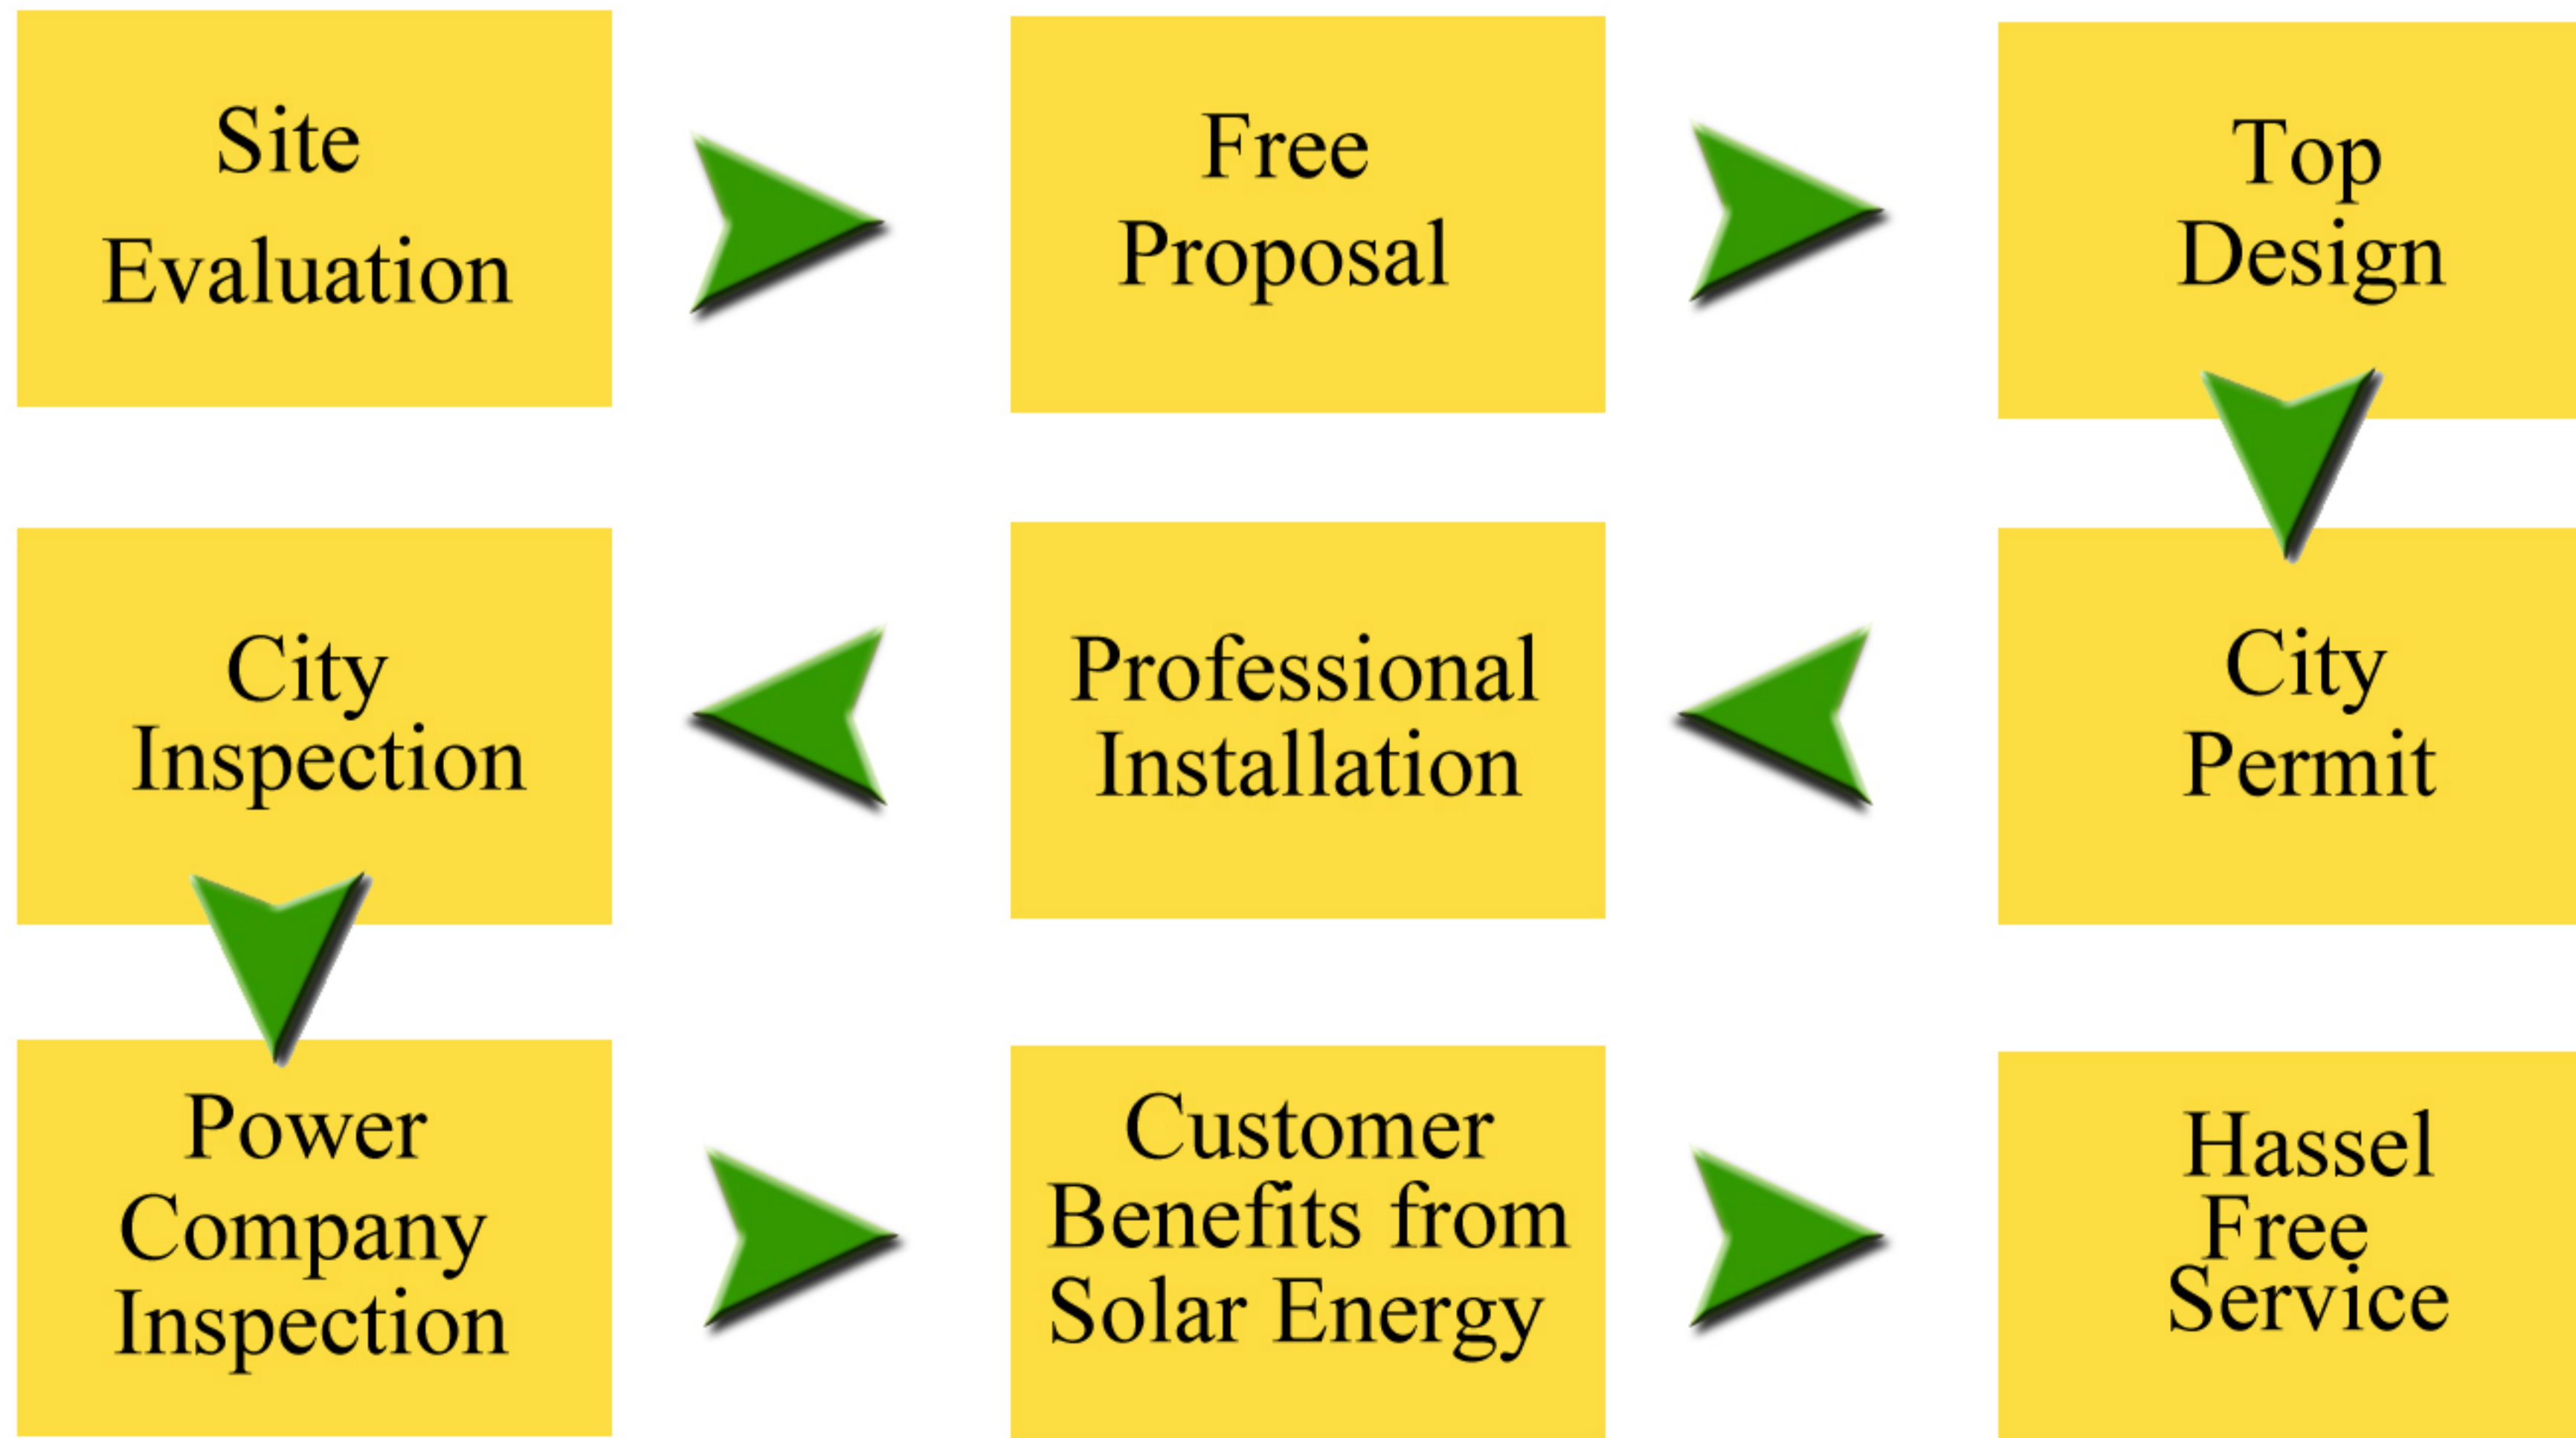 Site
Evaluation
Free
Proposal
Top
Design
City
Permit
Professional
Installation
City
Inspection
Power
Company
Inspection
Customer
Benefits from
Solar Energy
Hassel
Free
Service